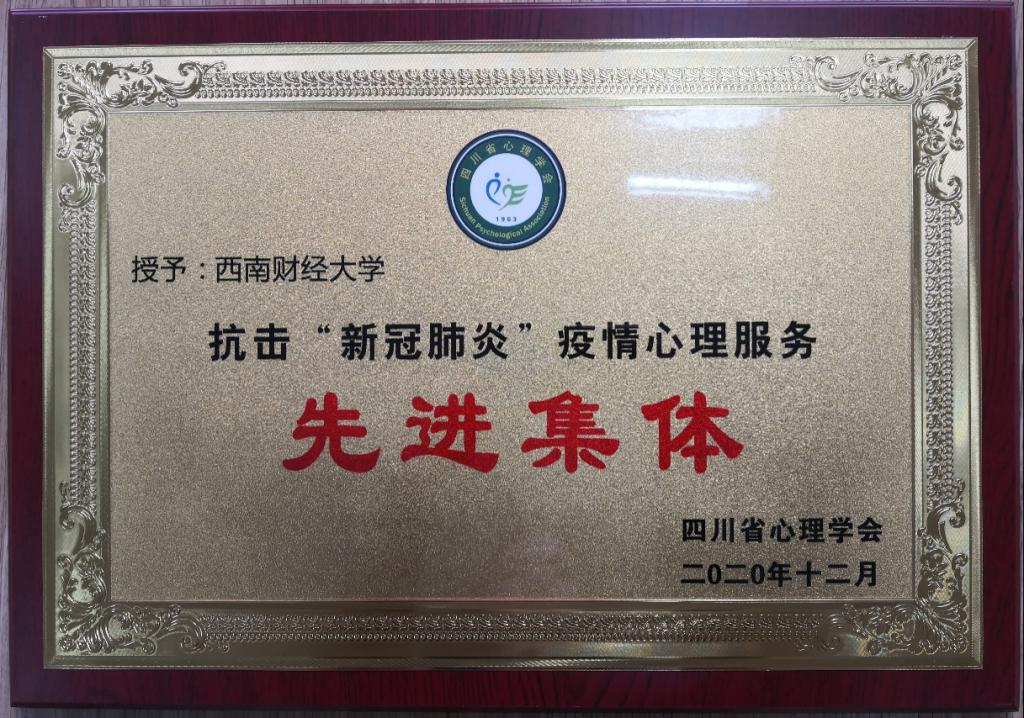 四川省心理学会
1963
Sichuan Psychological Association
授予：西南财经大学
抗击“新冠肺炎”疫情心理服务
先进集体
四川省心理学会
二0二0年十二月